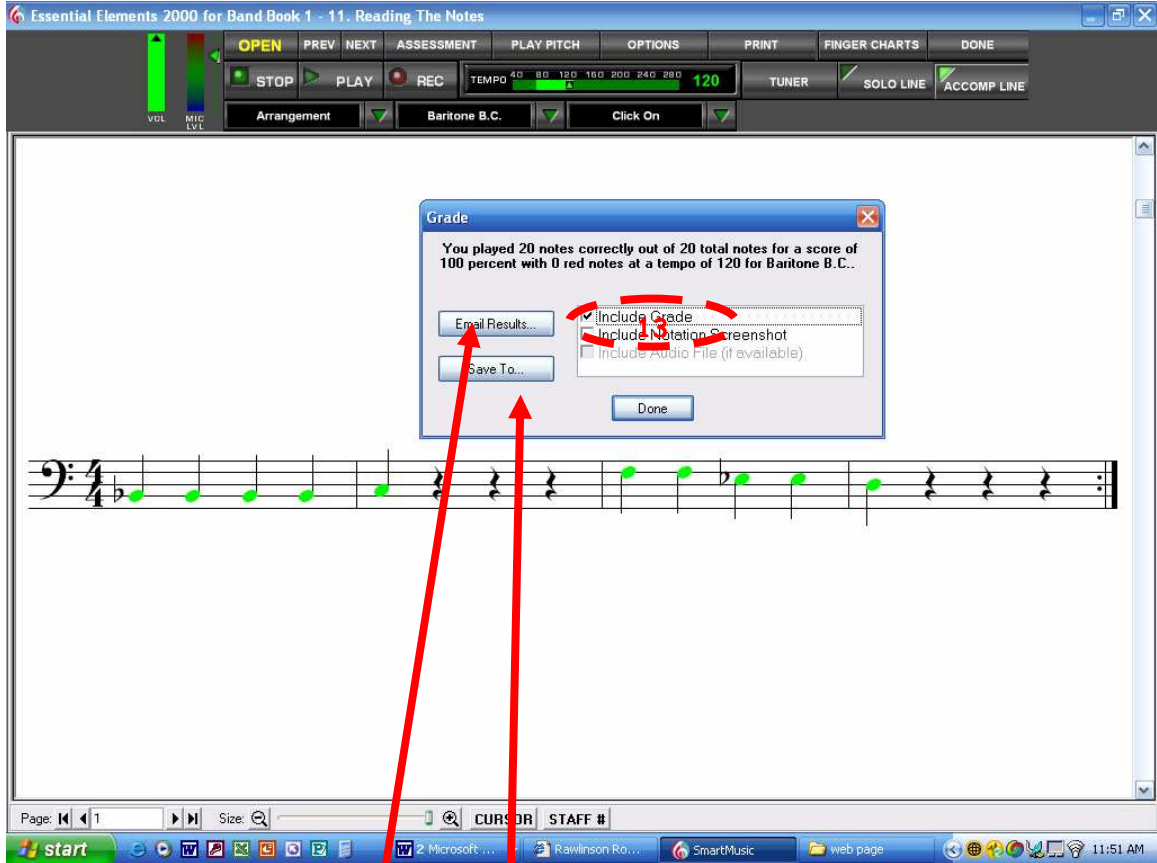 Essential Elements 2000 for Band Book 1 - 11. Reading The Notes
OPEN PREV NEXT ASSESSMENT PLAY PITCH OPTIONS PRINT FINGER CHARTS DONE
STOP PLAY REC TEMPO 40 80 120 160 200 240 280 120 TUNER SOLO LINE ACCOMP LINE
VOL MIC LVL Arrangement Baritone B.C. Click On
Grade
You played 20 notes correctly out of 20 total notes for a score of
100 percent with 0 red notes at a tempo of 120 for Baritone B.C..
Email Results...
Include Grade
13
Include Notation Screenshot
Include Audio File (if available)
Save To...
Done
4
4
Page: 1 Size: CURSOR STAFF #
start 2 Microsoft ... Rawlinson Ro... SmartMusic web page 11:51 AM